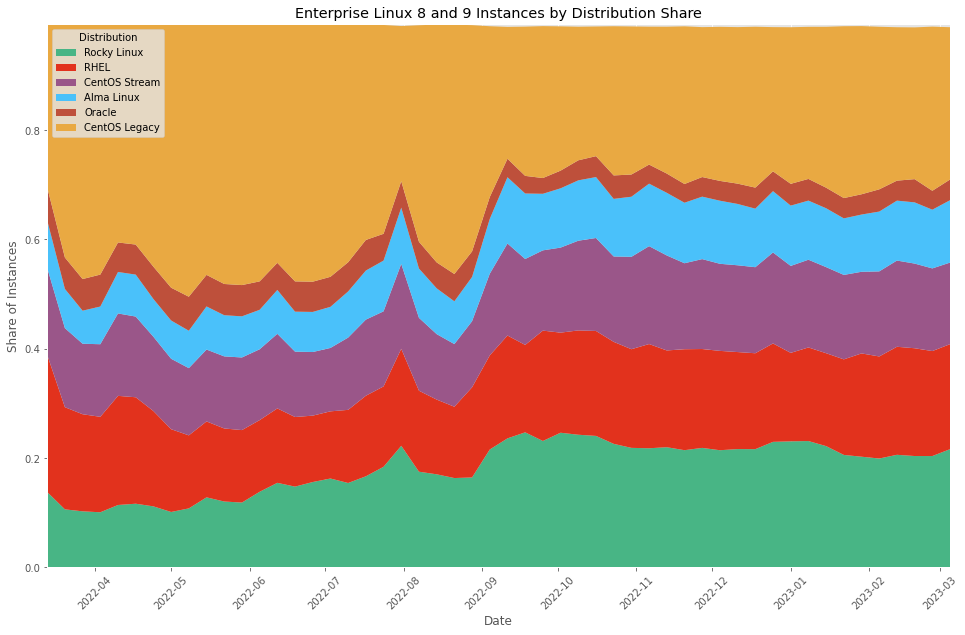 Enterprise Linux 8 and 9 Instances by Distribution Share
Distribution
Rocky Linux
RHEL
CentOS Stream
Alma Linux
Oracle
CentOS Legacy
Share of Instances
0.8
0.6
0.4
0.2
0.0
2022-04
2022-05
2022-06
2022-07
2022-08
2022-09
2022-10
2022-11
2022-12
2023-01
2023-02
2023-03
Date